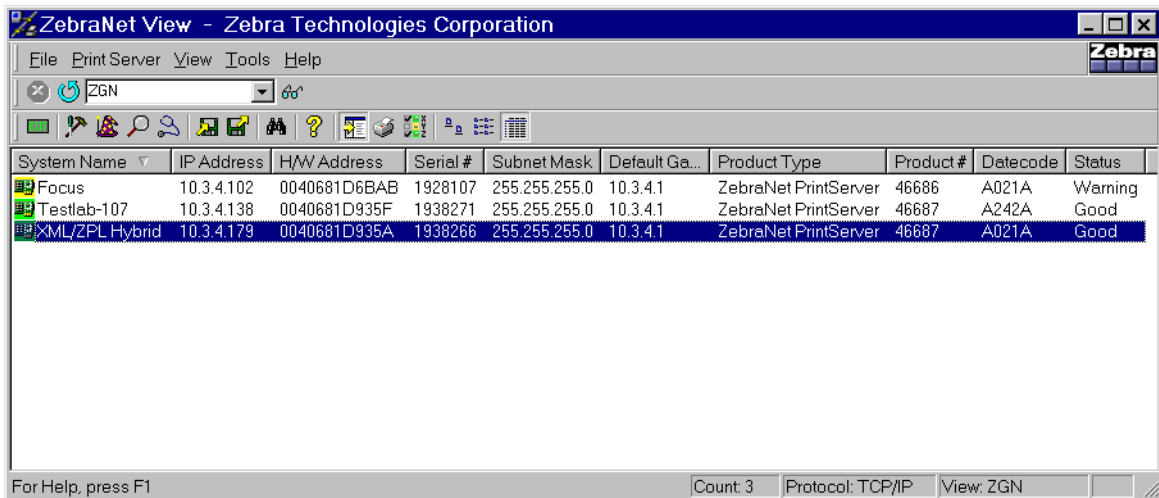 ZebraNet View - Zebra Technologies Corporation
File Print Server View Tools Help
Zebra
ZGN
System Name IP Address H/W Address Serial # Subnet Mask Default Ga... Product Type Product # Datecode Status
Focus 10.3.4.102 0040681D6BAB 1928107 255.255.255.0 10.3.4.1 ZebraNet PrintServer 46686 A021A Warning
Testlab-107 10.3.4.138 0040681D935F 1938271 255.255.255.0 10.3.4.1 ZebraNet PrintServer 46687 A242A Good
XML/ZPL Hybrid 10.3.4.179 0040681D935A 1938266 255.255.255.0 10.3.4.1 ZebraNet PrintServer 46687 A021A Good
For Help, press F1 Count: 3 Protocol: TCP/IP View: ZGN